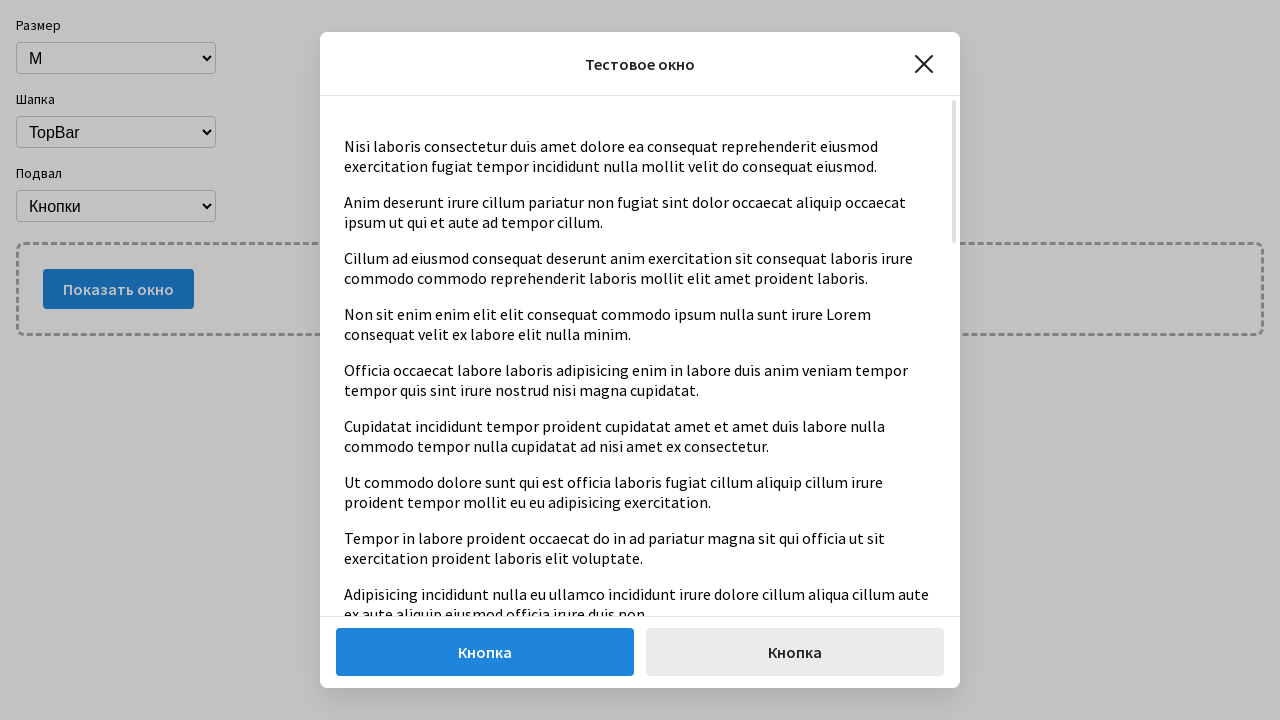 Размер
M
Шапка
TopBar
Подвал
Кнопки
Показать окно
Тестовое окно
Nisi laboris consectetur duis amet dolore ea consequat reprehenderit eiusmod
exercitation fugiat tempor incididunt nulla mollit velit do consequat eiusmod.
Anim deserunt irure cillum pariatur non fugiat sint dolor occaecat aliquip occaecat
ipsum ut qui et aute ad tempor cillum.
Cillum ad eiusmod consequat deserunt anim exercitation sit consequat laboris irure
commodo commodo reprehenderit laboris mollit elit amet proident laboris.
Non sit enim enim elit elit consequat commodo ipsum nulla sunt irure Lorem
consequat velit ex labore elit nulla minim.
Officia occaecat labore laboris adipisicing enim in labore duis anim veniam tempor
tempor quis sint irure nostrud nisi magna cupidatat.
Cupidatat incididunt tempor proident cupidatat amet et amet duis labore nulla
commodo tempor nulla cupidatat ad nisi amet ex consectetur.
Ut commodo dolore sunt qui est officia laboris fugiat cillum aliquip cillum irure
proident tempor mollit eu eu adipisicing exercitation.
Tempor in labore proident occaecat do in ad pariatur magna sit qui officia ut sit
exercitation proident laboris elit voluptate.
Adipisicing incididunt nulla eu ullamco incididunt irure dolore cillum aliqua cillum aute
ex aute aliquip eiusmod officia irure duis non
Кнопка
Кнопка